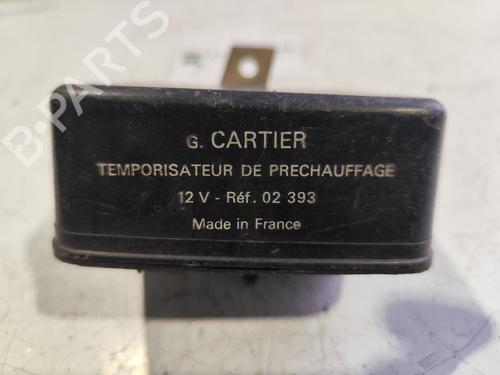 G. CARTIER
TEMPORISATEUR DE PRECHAUFFAGE
12 V - Réf. 02 393
Made in France
B-PARTS